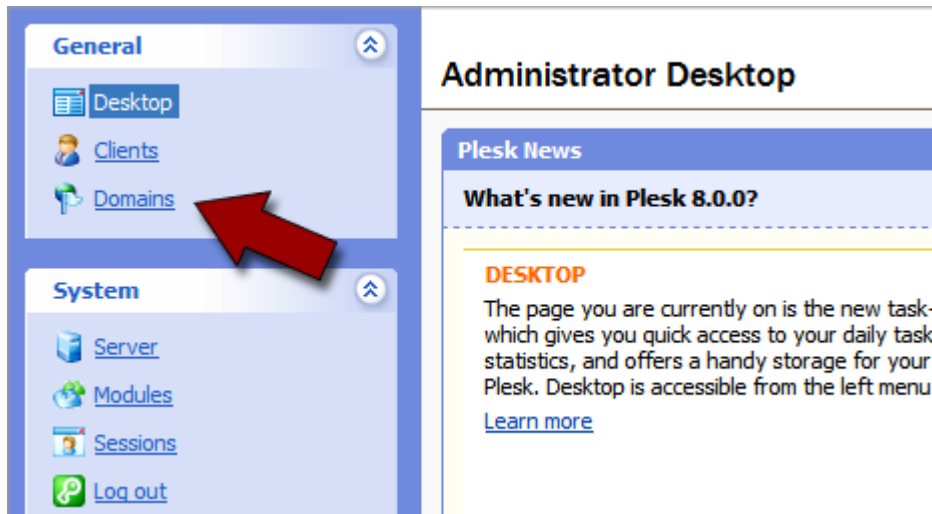 General
Desktop
Clients
Domains
System
Server
Modules
Sessions
Log out
Administrator Desktop
Plesk News
What's new in Plesk 8.0.0?
DESKTOP
The page you are currently on is the new task-
which gives you quick access to your daily task
statistics, and offers a handy storage for your
Plesk. Desktop is accessible from the left menu
Learn more